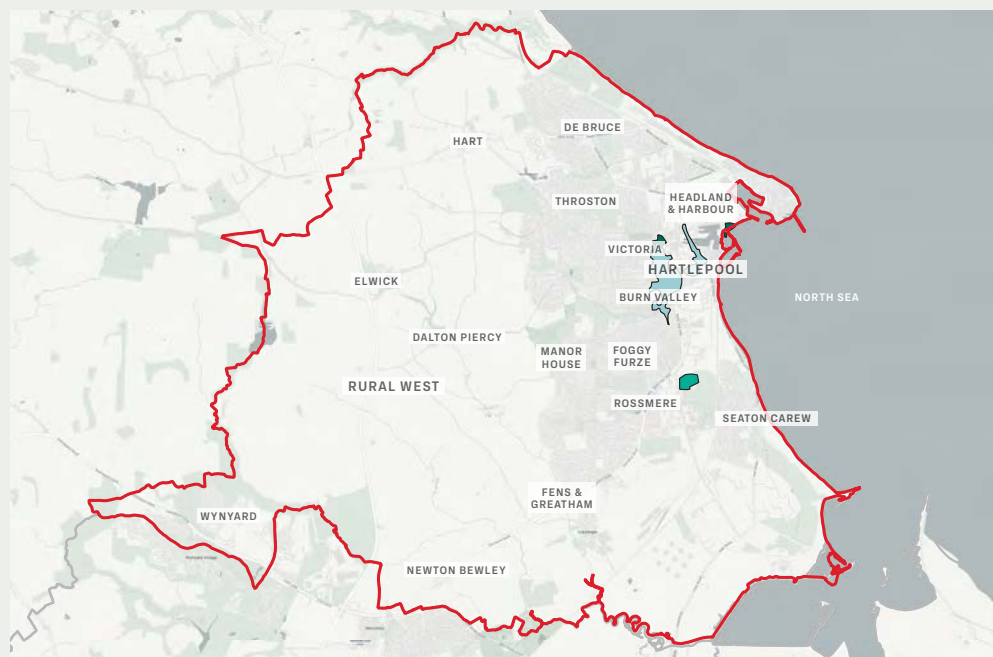 DE BRUCE
HART
THROSTON
HEADLAND
& HARBOUR
VICTORIA
HARTLEPOOL
ELWICK
BURN VALLEY
NORTH SEA
DALTON PIERCY
MANOR
HOUSE
FOGGY
FURZE
RURAL WEST
ROSSMERE
SEATON CAREW
FENS &
GREATHAM
WYNYARD
NEWTON BEWLEY